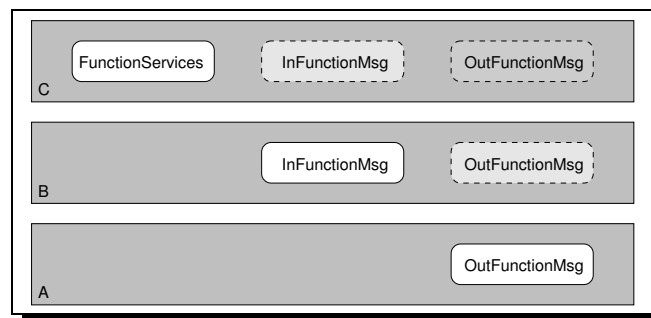 FunctionServices InFunctionMsg OutFunctionMsg
C
InFunctionMsg OutFunctionMsg
B
OutFunctionMsg
A